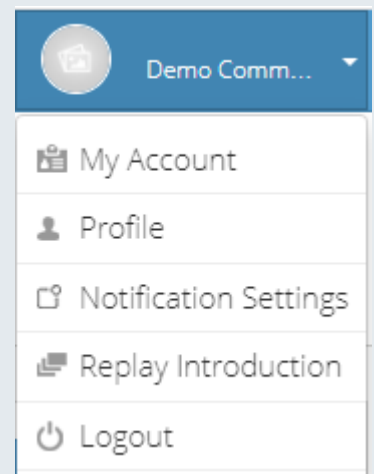 Demo Comm...
My Account
Profile
Notification Settings
Replay Introduction
Logout